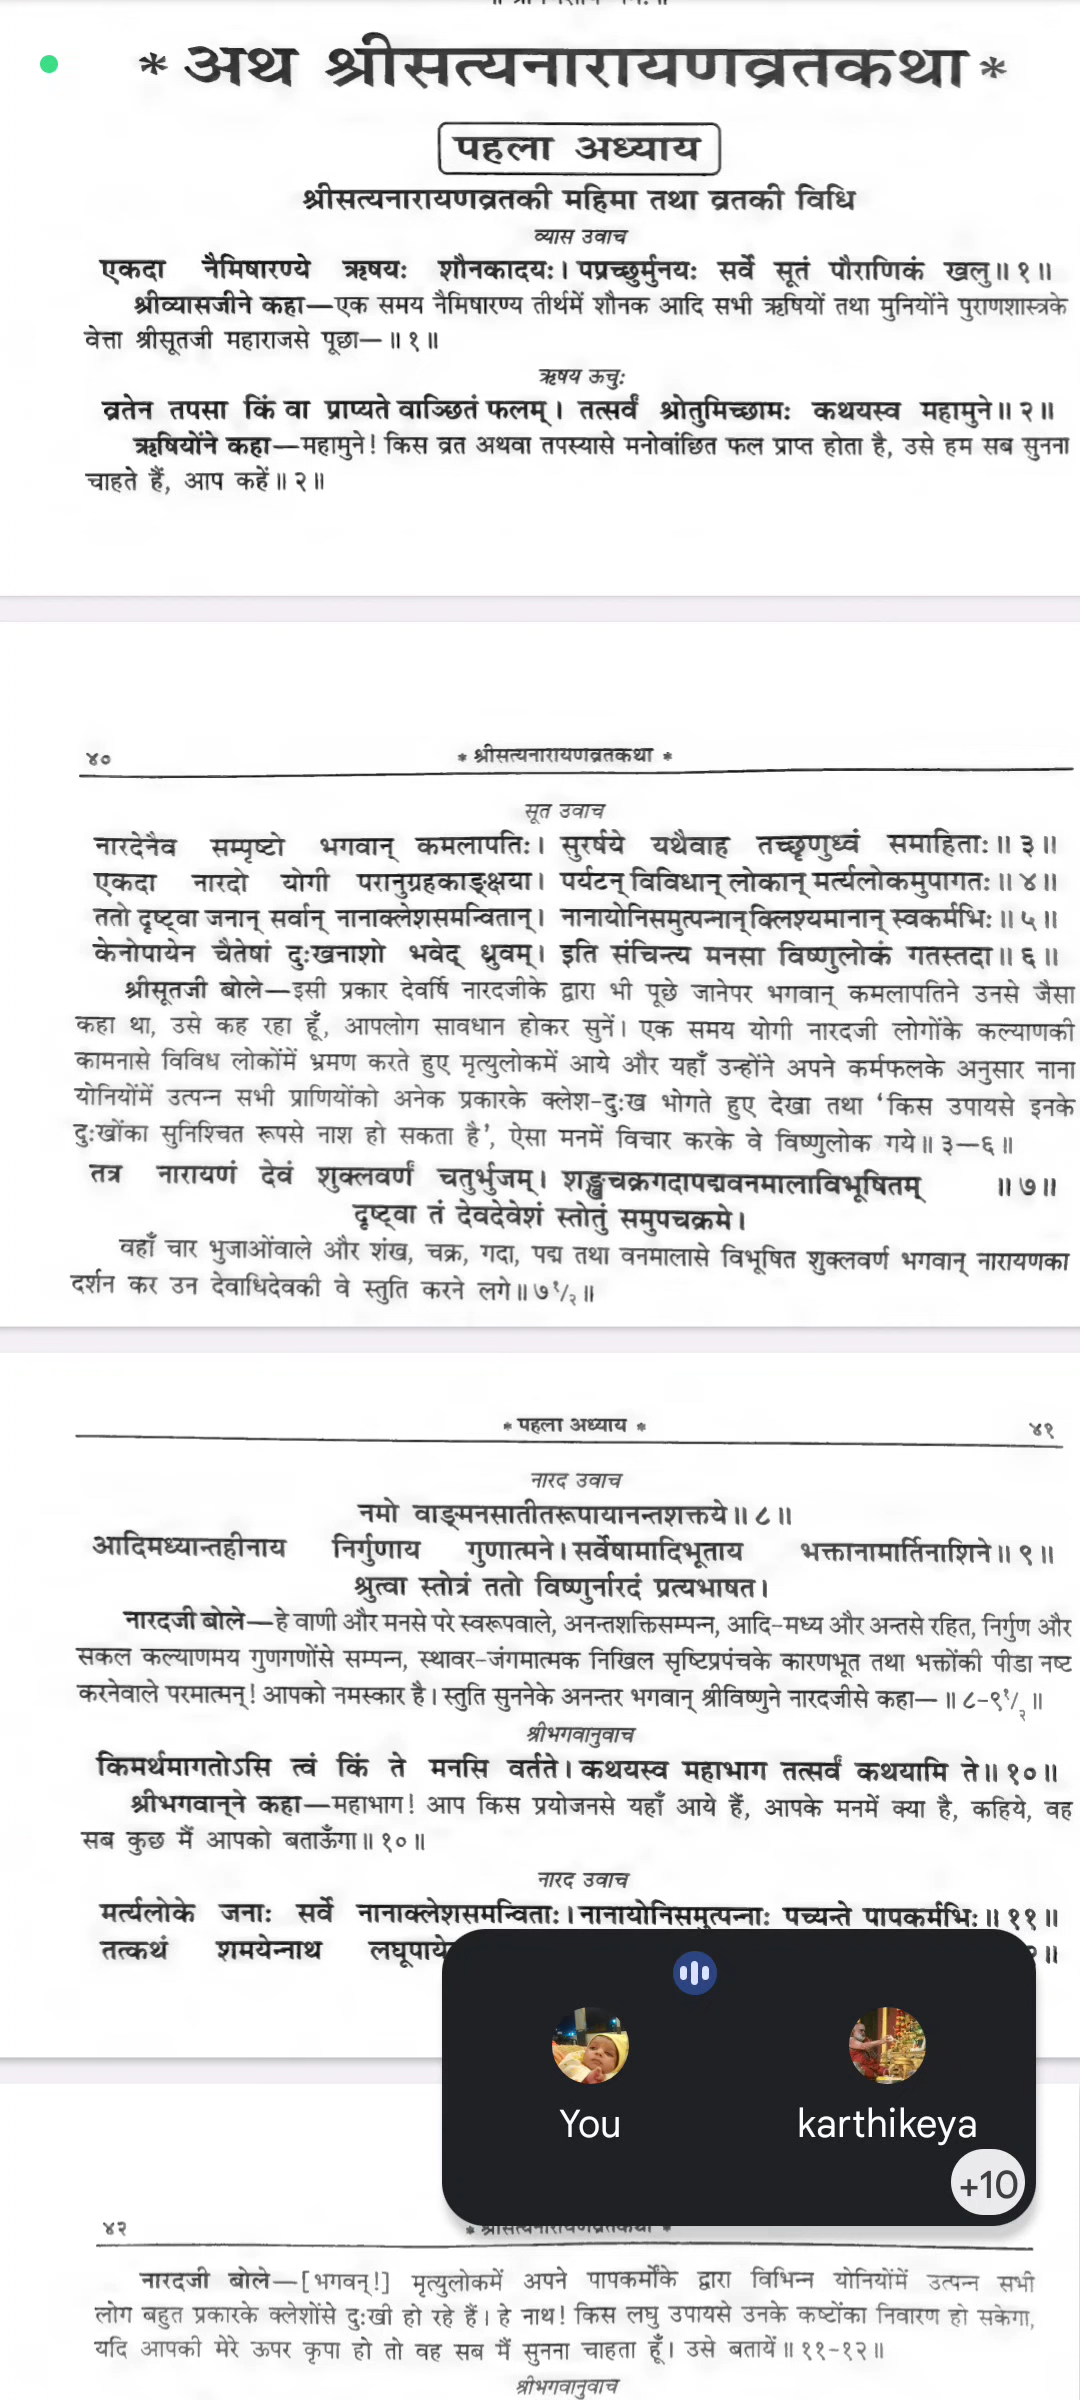 * अथ श्रीसत्यनारायणव्रतकथा *
पहला अध्याय
श्रीसत्यनारायणव्रतकी महिमा तथा व्रतकी विधि
व्यास उवाच
एकदा नैमिषारण्ये ऋषयः शौनकादयः। पप्रच्छुर्मुनयः सर्वे सूतं पौराणिकं खलु॥ १॥
श्रीव्यासजीने कहा—एक समय नैमिषारण्य तीर्थमें शौनक आदि सभी ऋषियों तथा मुनियोंने पुराणशास्त्रके
वेत्ता श्रीसूतजी महाराजसे पूछा—॥ १॥
ऋषय ऊचुः
व्रतेन तपसा किं वा प्राप्यते वाञ्छितं फलम्। तत्सर्वं श्रोतुमिच्छामः कथयस्व महामुने॥ २॥
ऋषियोंने कहा—महामुने! किस व्रत अथवा तपस्यासे मनोवांछित फल प्राप्त होता है, उसे हम सब सुनना
चाहते हैं, आप कहें॥ २॥
४०
* श्रीसत्यनारायणव्रतकथा *
सूत उवाच
नारदेनैव सम्पृष्टो भगवान् कमलापतिः। सुरर्षये यथैवाह तच्छृणुध्वं समाहिताः॥ ३॥
एकदा नारदो योगी परानुग्रहकाङ्क्षया। पर्यटन् विविधान् लोकान् मर्त्यलोकमुपागतः॥ ४॥
ततो दृष्ट्वा जनान् सर्वान् नानाक्लेशसमन्वितान्। नानायोनिसमुत्पन्नान् क्लिश्यमानान् स्वकर्मभिः॥ ५॥
केनोपायेन चैतेषां दुःखनाशो भवेद् ध्रुवम्। इति संचिन्त्य मनसा विष्णुलोकं गतस्तदा॥ ६॥
श्रीसूतजी बोले—इसी प्रकार देवर्षि नारदजीके द्वारा भी पूछे जानेपर भगवान् कमलापतिने उनसे जैसा
कहा था, उसे कह रहा हूँ, आपलोग सावधान होकर सुनें। एक समय योगी नारदजी लोगोंके कल्याणकी
कामनासे विविध लोकोंमें भ्रमण करते हुए मृत्युलोकमें आये और यहाँ उन्होंने अपने कर्मफलके अनुसार नाना
योनियोंमें उत्पन्न सभी प्राणियोंको अनेक प्रकारके क्लेश-दुःख भोगते हुए देखा तथा ‘किस उपायसे इनके
दुःखोंका सुनिश्चित रूपसे नाश हो सकता है’, ऐसा मनमें विचार करके वे विष्णुलोक गये॥ ३—६॥
तत्र नारायणं देवं शुक्लवर्णं चतुर्भुजम्। शङ्खचक्रगदापद्मवनमालाविभूषितम् ॥ ७॥
दृष्ट्वा तं देवदेवेशं स्तोतुं समुपचक्रमे।
वहाँ चार भुजाओंवाले और शंख, चक्र, गदा, पद्म तथा वनमालासे विभूषित शुक्लवर्ण भगवान् नारायणका
दर्शन कर उन देवाधिदेवकी वे स्तुति करने लगे॥ ७१/२॥
* पहला अध्याय *
४१
नारद उवाच
नमो वाङ्मनसातीतरूपायानन्तशक्तये॥ ८॥
आदिमध्यान्तहीनाय निर्गुणाय गुणात्मने। सर्वेषामादिभूताय भक्तानामार्तिनाशिने॥ ९॥
श्रुत्वा स्तोत्रं ततो विष्णुर्नारदं प्रत्यभाषत।
नारदजी बोले—हे वाणी और मनसे परे स्वरूपवाले, अनन्तशक्तिसम्पन्न, आदि-मध्य और अन्तसे रहित, निर्गुण और
सकल कल्याणमय गुणगणोंसे सम्पन्न, स्थावर-जंगमात्मक निखिल सृष्टिप्रपंचके कारणभूत तथा भक्तोंकी पीडा नष्ट
करनेवाले परमात्मन्! आपको नमस्कार है। स्तुति सुननेके अनन्तर भगवान् श्रीविष्णुने नारदजीसे कहा—॥ ८-९१/२॥
श्रीभगवानुवाच
किमर्थमागतोऽसि त्वं किं ते मनसि वर्तते। कथयस्व महाभाग तत्सर्वं कथयामि ते॥ १०॥
श्रीभगवान्ने कहा—महाभाग! आप किस प्रयोजनसे यहाँ आये हैं, आपके मनमें क्या है, कहिये, वह
सब कुछ मैं आपको बताऊँगा॥ १०॥
नारद उवाच
मर्त्यलोके जनाः सर्वे नानाक्लेशसमन्विताः। नानायोनिसमुत्पन्नाः पच्यन्ते पापकर्मभिः॥ ११॥
तत्कथं शमयेन्नाथ
You
karthikeya
+10
४२
* श्रीसत्यनारायणव्रतकथा *
नारदजी बोले—[भगवन्!] मृत्युलोकमें अपने पापकर्मोंके द्वारा विभिन्न योनियोंमें उत्पन्न सभी
लोग बहुत प्रकारके क्लेशोंसे दुःखी हो रहे हैं। हे नाथ! किस लघु उपायसे उनके कष्टोंका निवारण हो सकेगा,
यदि आपकी मेरे ऊपर कृपा हो तो वह सब मैं सुनना चाहता हूँ। उसे बतायें॥ ११-१२॥
श्रीभगवानुवाच